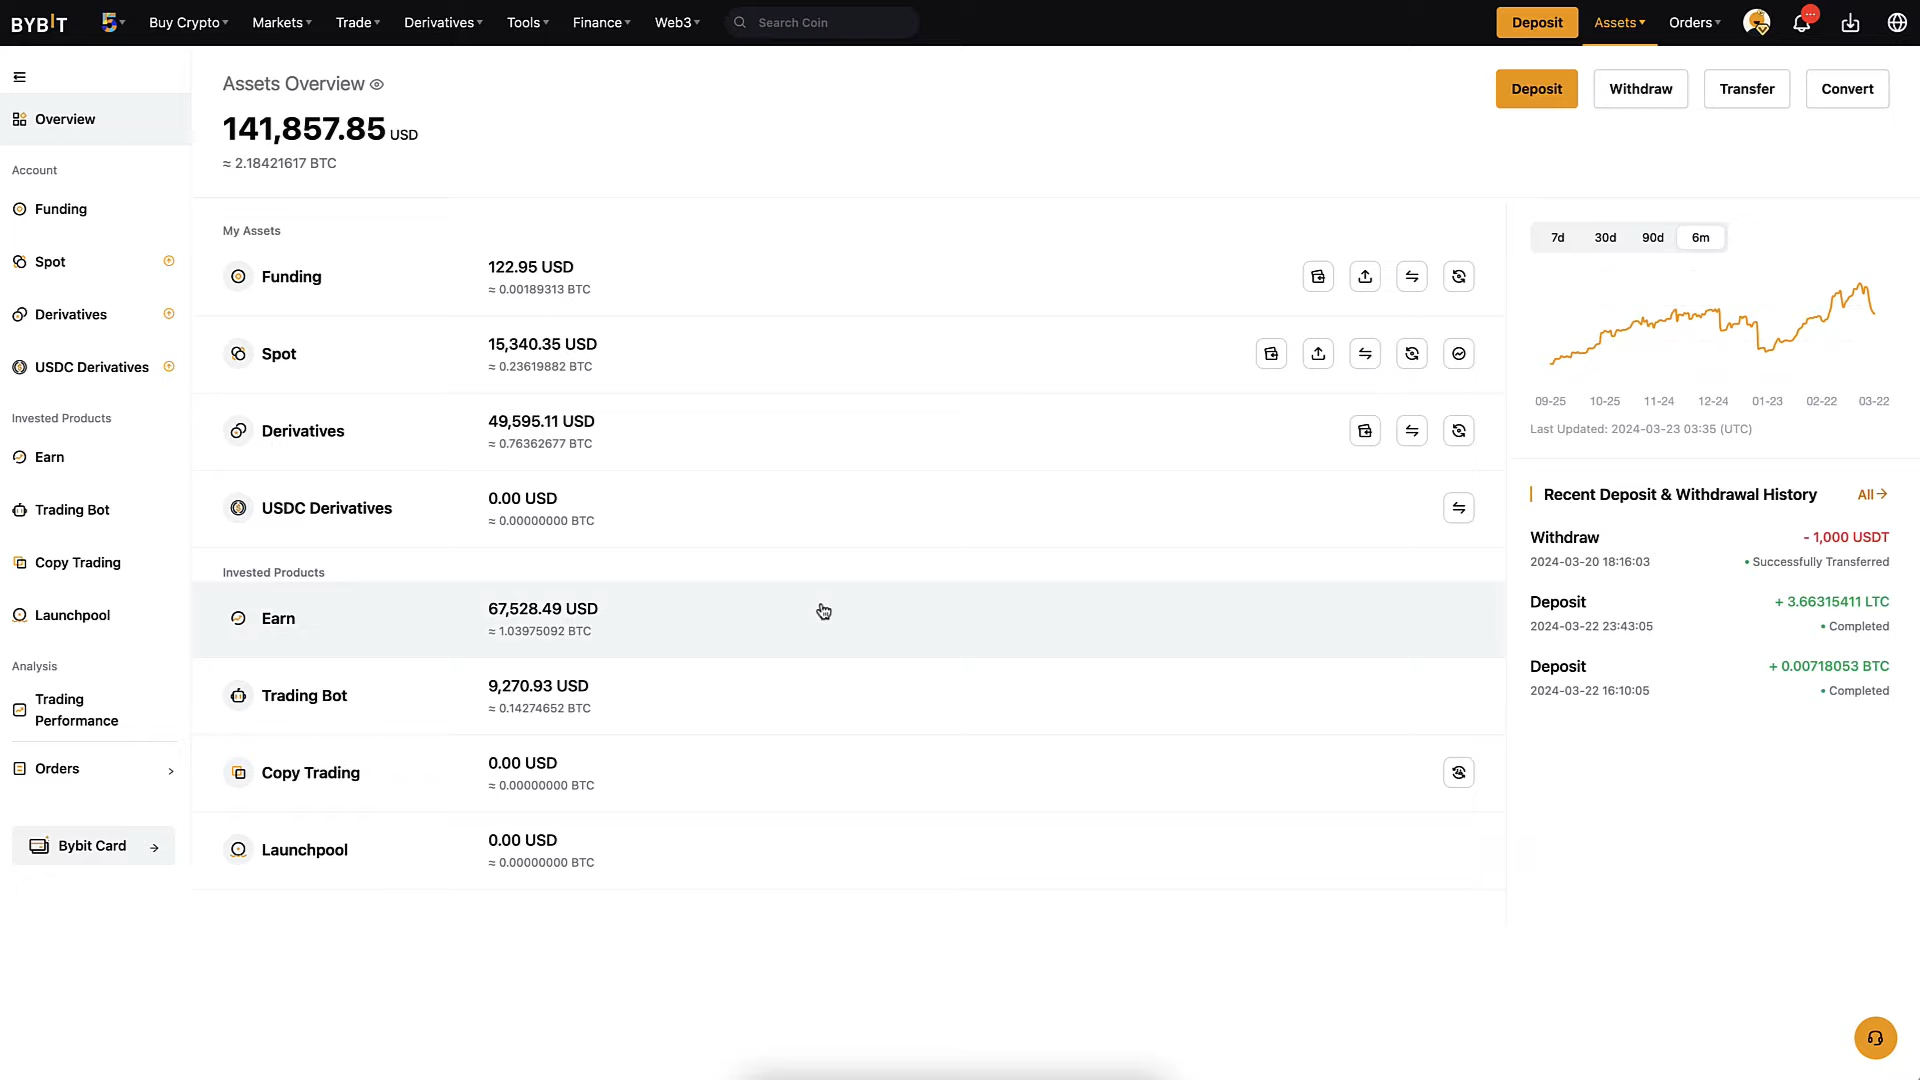 BYBIT
5
Buy Crypto
Markets
Trade
Derivatives
Tools
Finance
Web3
Search Coin
Deposit
Assets
Orders
Overview
Account
Funding
Spot
Derivatives
USDC Derivatives
Invested Products
Earn
Trading Bot
Copy Trading
Launchpool
Analysis
Trading
Performance
Orders
Bybit Card
Assets Overview
141,857.85 USD
≈ 2.18421617 BTC
Deposit
Withdraw
Transfer
Convert
My Assets
Funding
122.95 USD
≈ 0.00189313 BTC
Spot
15,340.35 USD
≈ 0.23619882 BTC
Derivatives
49,595.11 USD
≈ 0.76362677 BTC
USDC Derivatives
0.00 USD
≈ 0.00000000 BTC
Invested Products
Earn
67,528.49 USD
≈ 1.03975092 BTC
Trading Bot
9,270.93 USD
≈ 0.14274652 BTC
Copy Trading
0.00 USD
≈ 0.00000000 BTC
Launchpool
0.00 USD
≈ 0.00000000 BTC
7d 30d 90d 6m
09-25 10-25 11-24 12-24 01-23 02-22 03-22
Last Updated: 2024-03-23 03:35 (UTC)
Recent Deposit & Withdrawal History All
Withdraw - 1,000 USDT
2024-03-20 18:16:03 • Successfully Transferred
Deposit + 3.66315411 LTC
2024-03-22 23:43:05 • Completed
Deposit + 0.00718053 BTC
2024-03-22 16:10:05 • Completed